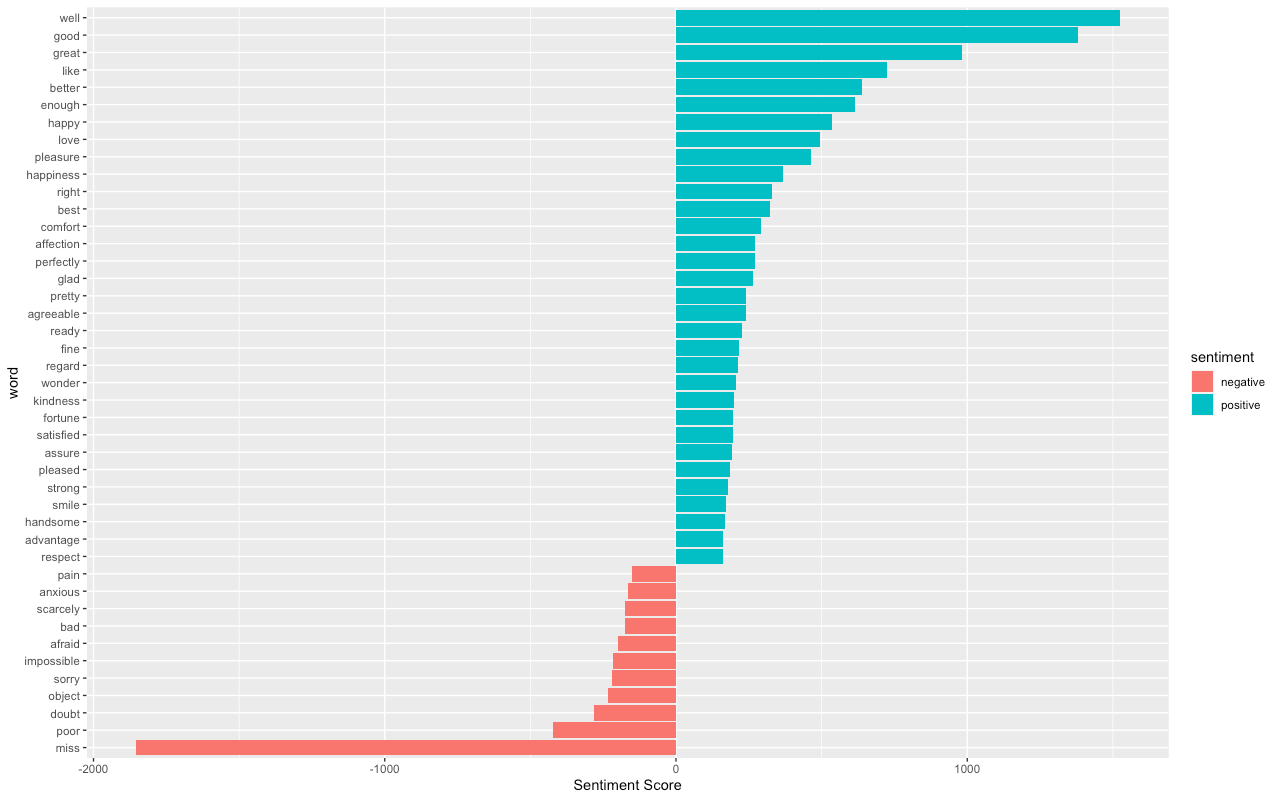 well
good
great
like
better
enough
happy
love
pleasure
happiness
right
best
comfort
affection
perfectly
glad
pretty
agreeable
ready
fine
regard
wonder
kindness
fortune
satisfied
assure
pleased
strong
smile
handsome
advantage
respect
pain
anxious
scarcely
bad
afraid
impossible
sorry
object
doubt
poor
miss
word
-2000 -1000 0 1000
Sentiment Score
sentiment
negative
positive